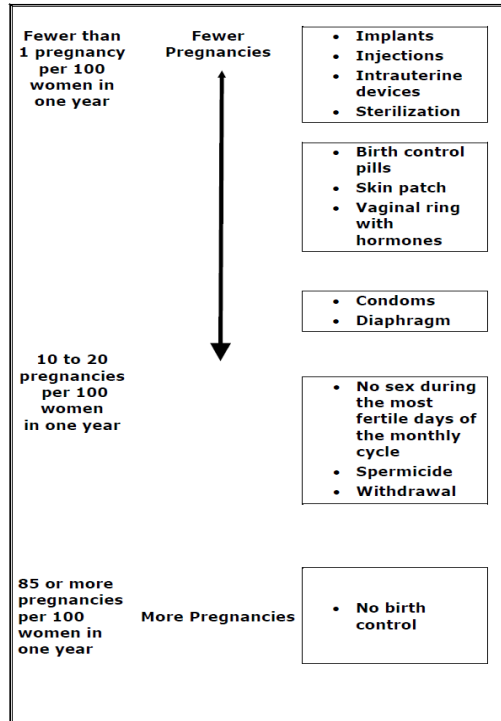 Fewer than
1 pregnancy
per 100
women in
one year
Fewer
Pregnancies
• Implants
• Injections
• Intrauterine
devices
• Sterilization
• Birth control
pills
• Skin patch
• Vaginal ring
with
hormones
• Condoms
• Diaphragm
10 to 20
pregnancies
per 100
women
in one year
• No sex during
the most
fertile days of
the monthly
cycle
• Spermicide
• Withdrawal
85 or more
pregnancies
per 100
women in
one year
More Pregnancies
• No birth
control